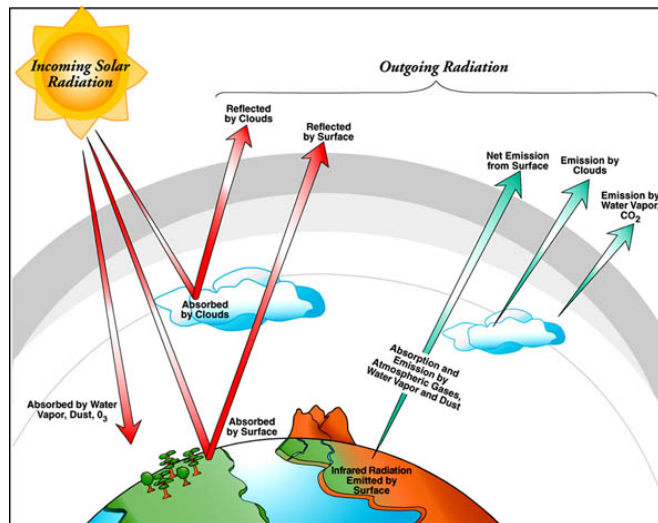 Incoming Solar
Radiation
Outgoing Radiation
Reflected
by Clouds
Reflected
by Surface
Net Emission
from Surface
Emission by
Clouds
Emission by
Water Vapor,
CO2
Absorbed
by Clouds
Absorption and
Emission by
Atmospheric Gases,
Water Vapor and Dust
Absorbed by Water
Vapor, Dust, 03
Absorbed
by Surface
Infrared Radiation
Emitted by
Surface